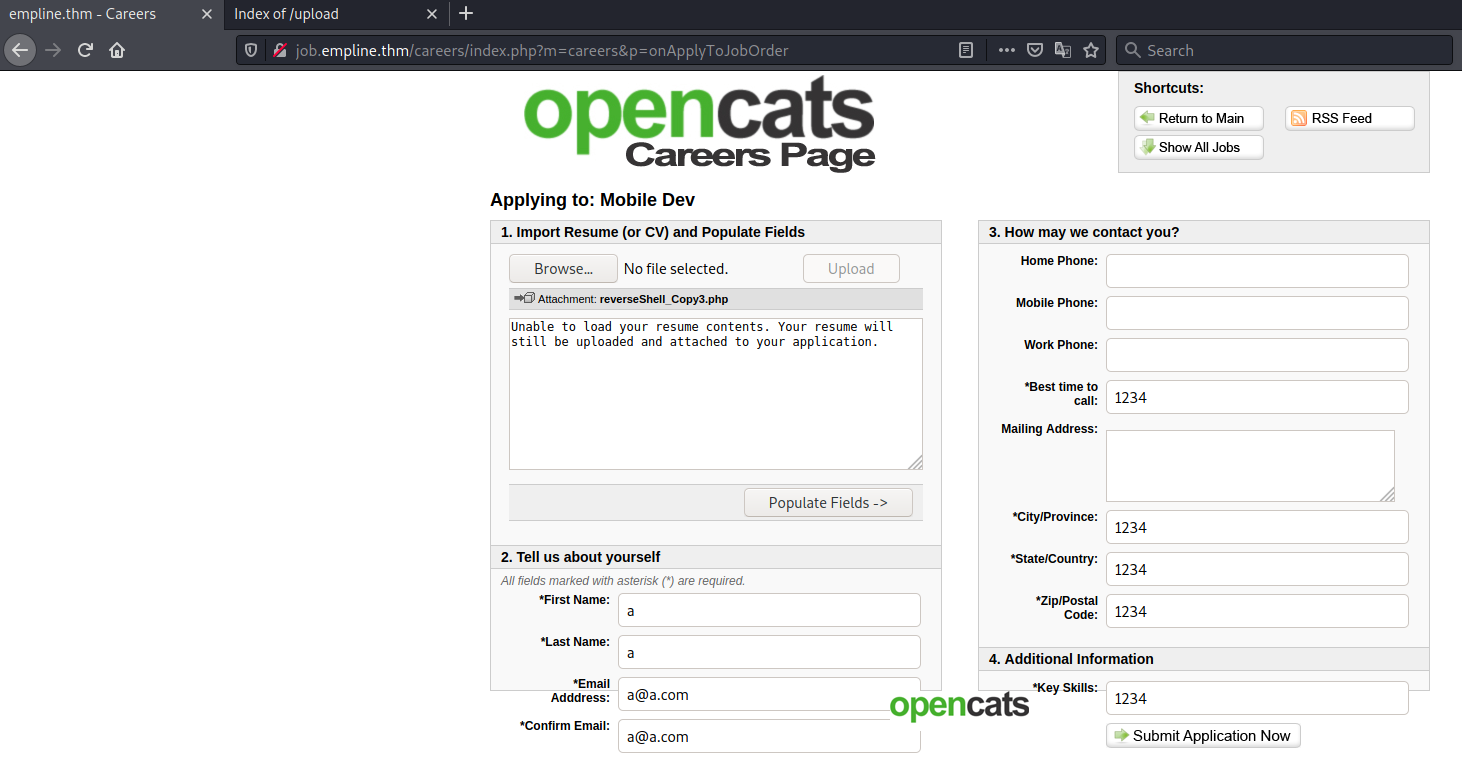 empline.thm - Careers
Index of /upload
job.empline.thm/careers/index.php?m=careers&p=onApplyToJobOrder
Search
opencats
Careers Page
Shortcuts:
Return to Main
RSS Feed
Show All Jobs
Applying to: Mobile Dev
1. Import Resume (or CV) and Populate Fields
Browse...
No file selected.
Upload
Attachment: reverseShell_Copy3.php
Unable to load your resume contents. Your resume will
still be uploaded and attached to your application.
Populate Fields ->
2. Tell us about yourself
All fields marked with asterisk (*) are required.
*First Name:
a
*Last Name:
a
*Email
Adddress:
a@a.com
*Confirm Email:
a@a.com
3. How may we contact you?
Home Phone:
Mobile Phone:
Work Phone:
*Best time to
call:
1234
Mailing Address:
*City/Province:
1234
*State/Country:
1234
*Zip/Postal
Code:
1234
4. Additional Information
*Key Skills:
1234
opencats
Submit Application Now